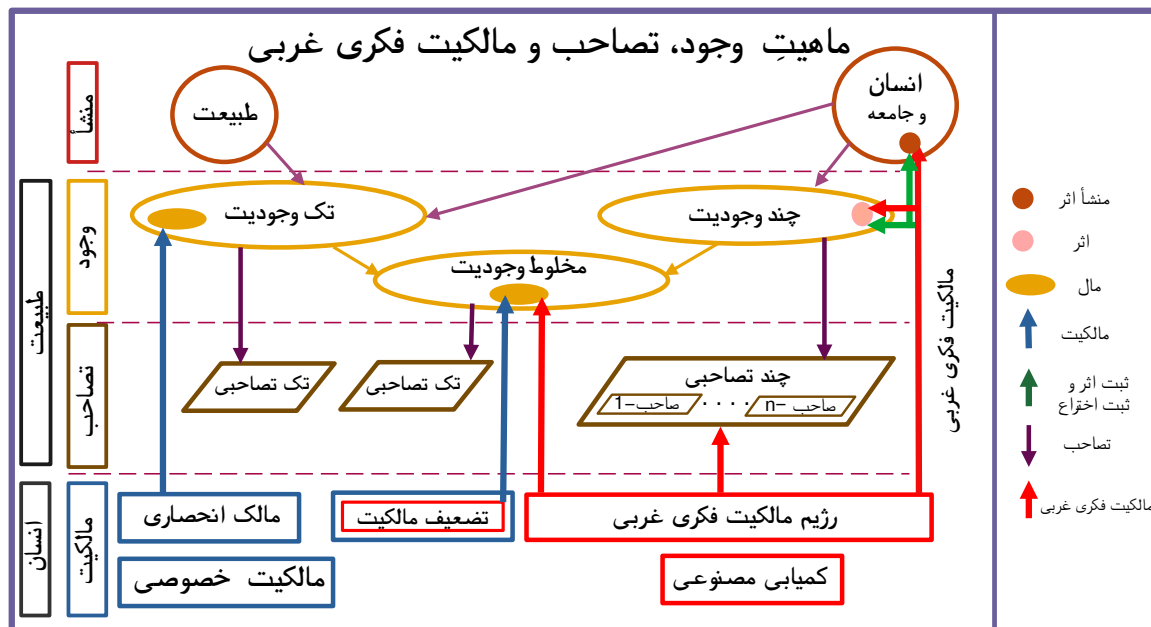 ماهیتِ وجود، تصاحب و مالکیت فکری غربی
منشأ
طبیعت
انسان
و جامعه
وجود
طبیعت
تک وجودیت
چند وجودیت
مخلوط وجودیت
تصاحب
تک تصاحبی
تک تصاحبی
چند تصاحبی
صاحب-1
. . . .
صاحب -n
انسان
مالکیت
مالک انحصاری
تضعیف مالکیت
رژیم مالکیت فکری غربی
مالکیت خصوصی
کمیابی مصنوعی
مالکیت فکری غربی
منشأ اثر
اثر
مال
مالکیت
ثبت اثر و
ثبت اختراع
تصاحب
مالکیت فکری غربی